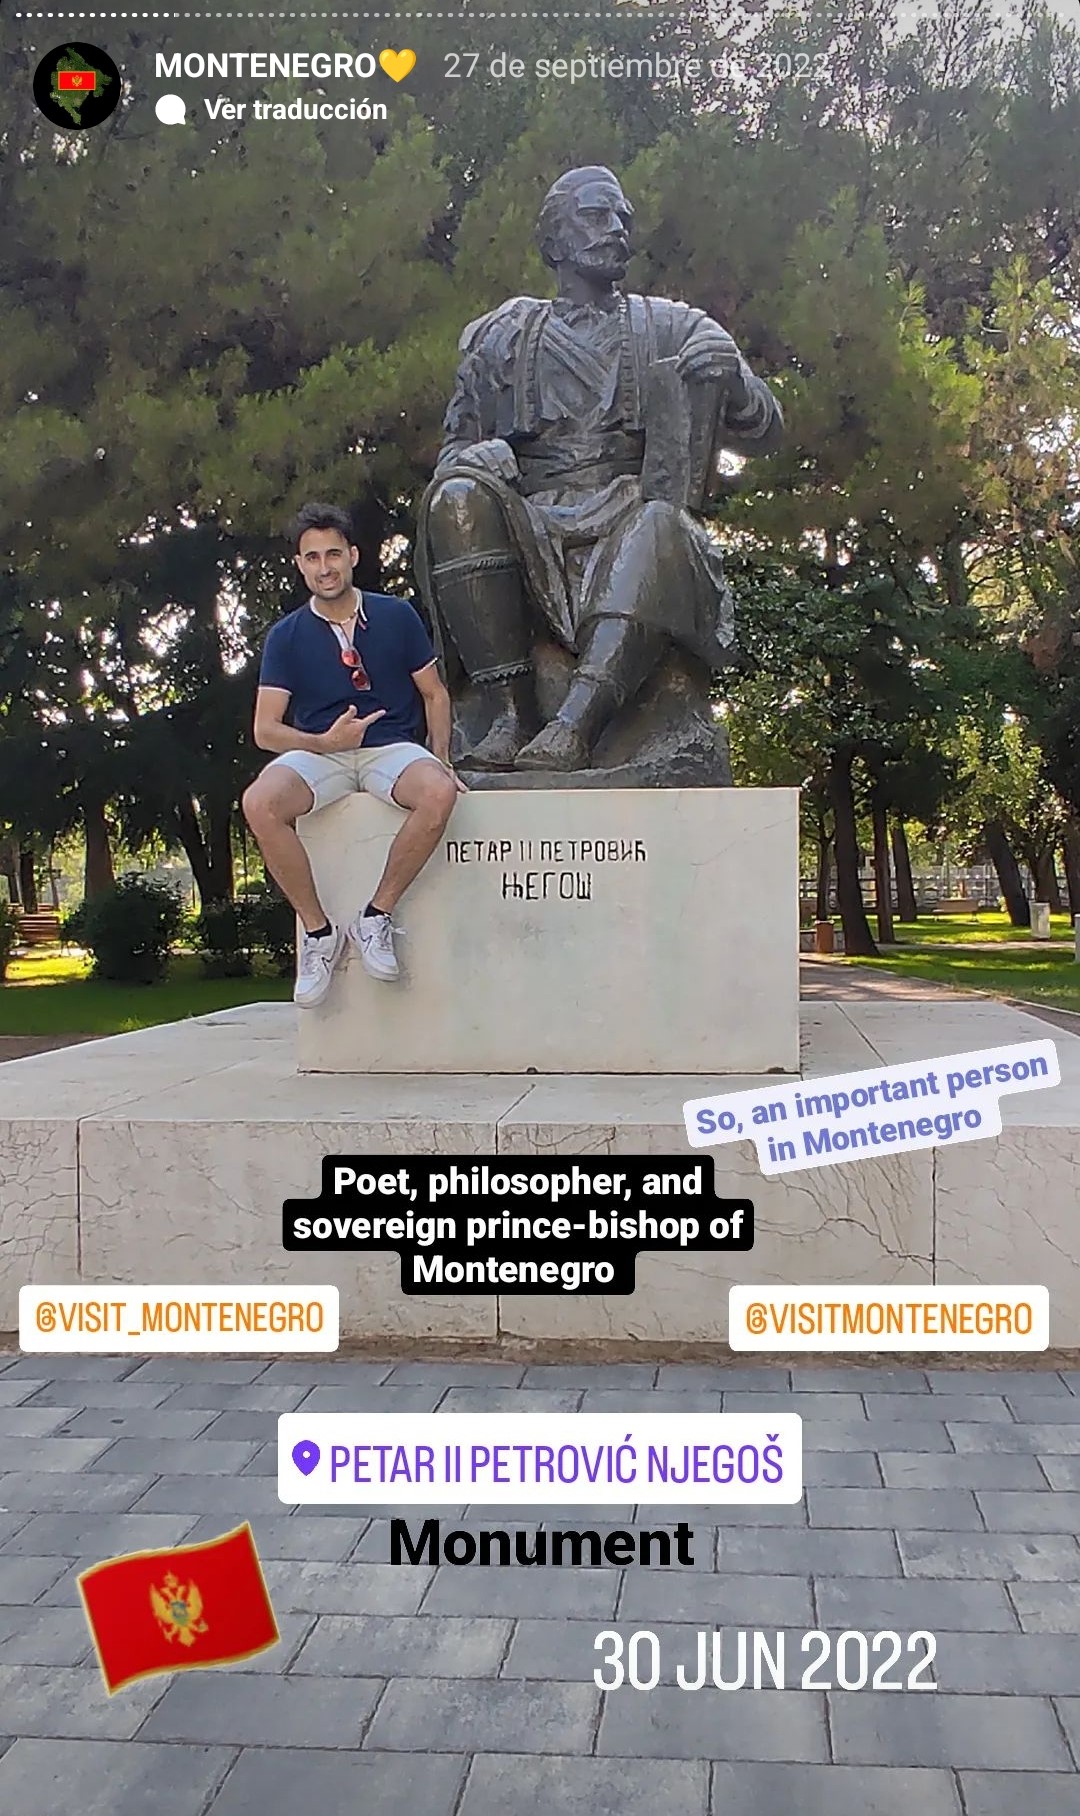 MONTENEGRO💛 27 de septiembre de 2022
Ver traducción
ПЕТАР II ПЕТРОВИЋ
ЊЕГОШ
So, an important person
in Montenegro
Poet, philosopher, and
sovereign prince-bishop of
Montenegro
@VISIT_MONTENEGRO
@VISITMONTENEGRO
PETAR II PETROVIĆ NJEGOŠ
Monument
30 JUN 2022